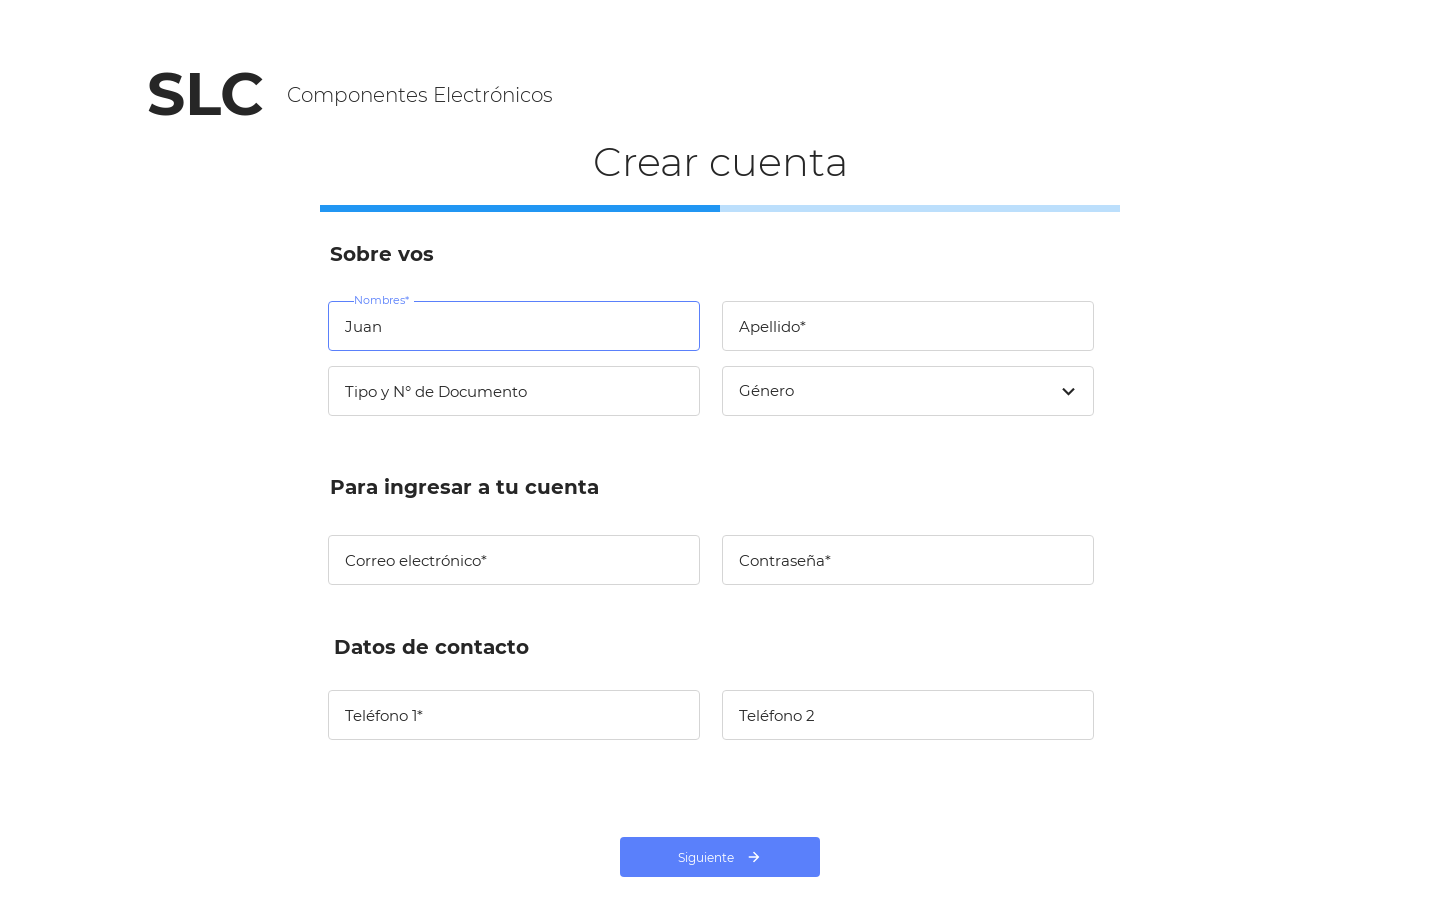 SLC Componentes Electrónicos
Crear cuenta
Sobre vos
Nombres*
Juan
Apellido*
Tipo y Nº de Documento
Género
Para ingresar a tu cuenta
Correo electrónico*
Contraseña*
Datos de contacto
Teléfono 1*
Teléfono 2
Siguiente